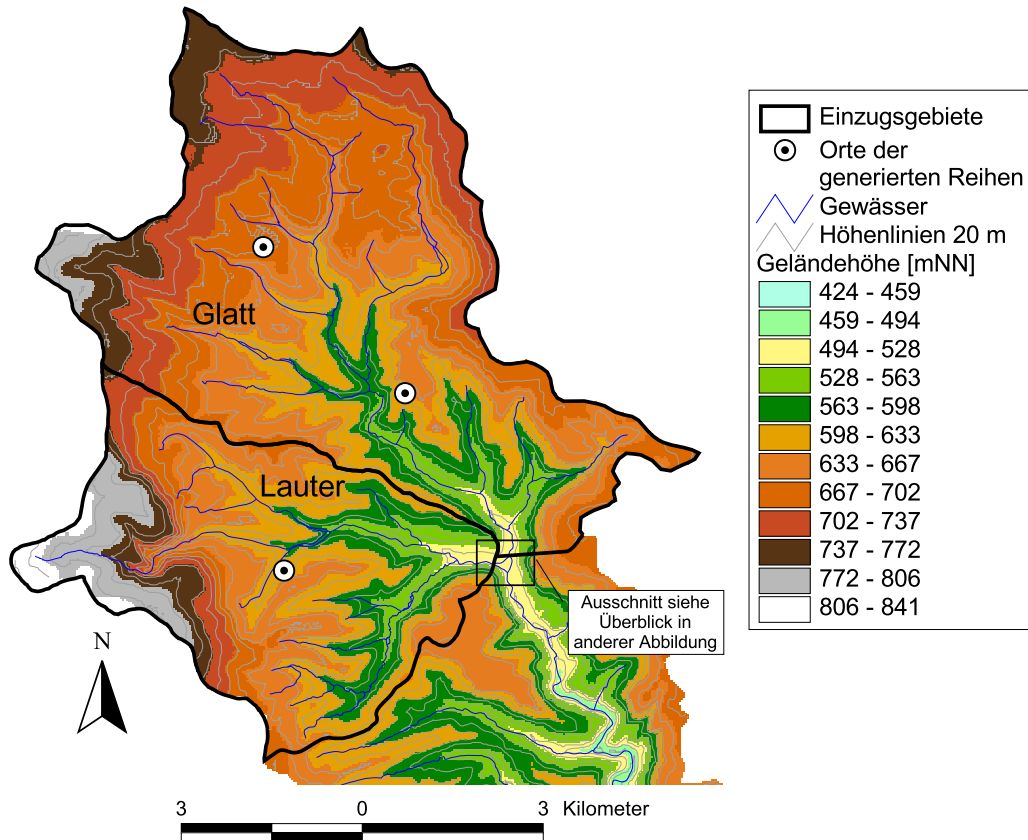 Glatt
Lauter
Ausschnitt siehe
Überblick in
anderer Abbildung
N
3 0 3 Kilometer
Einzugsgebiete
Orte der
generierten Reihen
Gewässer
Höhenlinien 20 m
Geländehöhe [mNN]
424 - 459
459 - 494
494 - 528
528 - 563
563 - 598
598 - 633
633 - 667
667 - 702
702 - 737
737 - 772
772 - 806
806 - 841